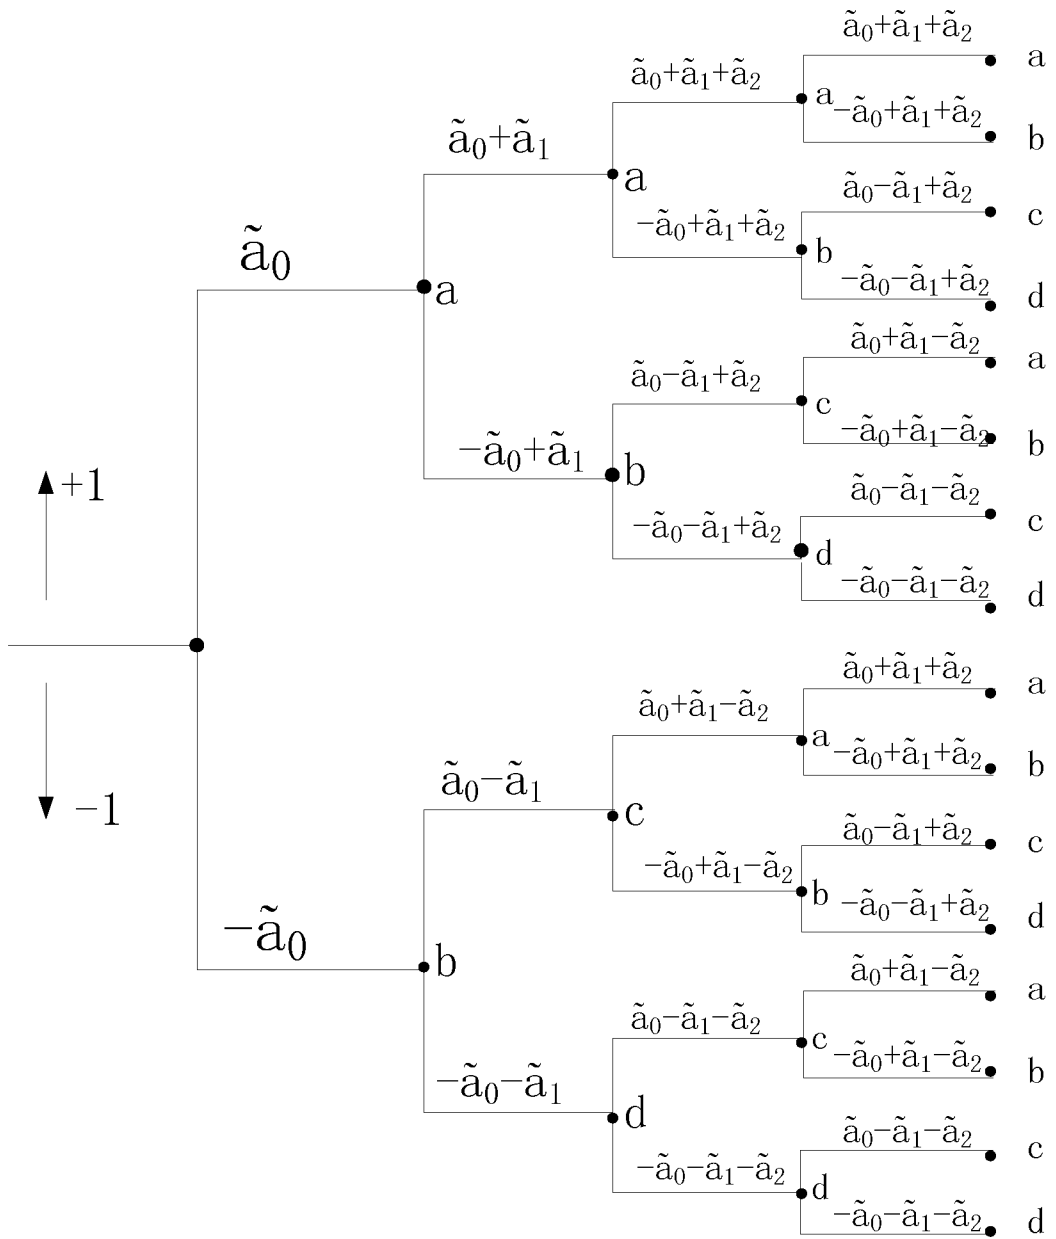 ã₀+ã₁+ã₂
a
ã₀+ã₁+ã₂
a
-ã₀+ã₁+ã₂
b
ã₀+ã₁
a
ã₀-ã₁+ã₂
c
-ã₀+ã₁+ã₂
b
ã₀
-ã₀-ã₁+ã₂
d
a
ã₀+ã₁-ã₂
a
ã₀-ã₁+ã₂
c
-ã₀+ã₁-ã₂
b
-ã₀+ã₁
b
+1
ã₀-ã₁-ã₂
c
-ã₀-ã₁+ã₂
d
-ã₀-ã₁-ã₂
d
ã₀+ã₁+ã₂
a
ã₀+ã₁-ã₂
a
-ã₀+ã₁+ã₂
b
ã₀-ã₁
c
-1
ã₀-ã₁+ã₂
c
-ã₀+ã₁-ã₂
b
-ã₀-ã₁+ã₂
d
-ã₀
b
ã₀+ã₁-ã₂
a
ã₀-ã₁-ã₂
c
-ã₀+ã₁-ã₂
b
-ã₀-ã₁
d
ã₀-ã₁-ã₂
c
-ã₀-ã₁-ã₂
d
-ã₀-ã₁-ã₂
d